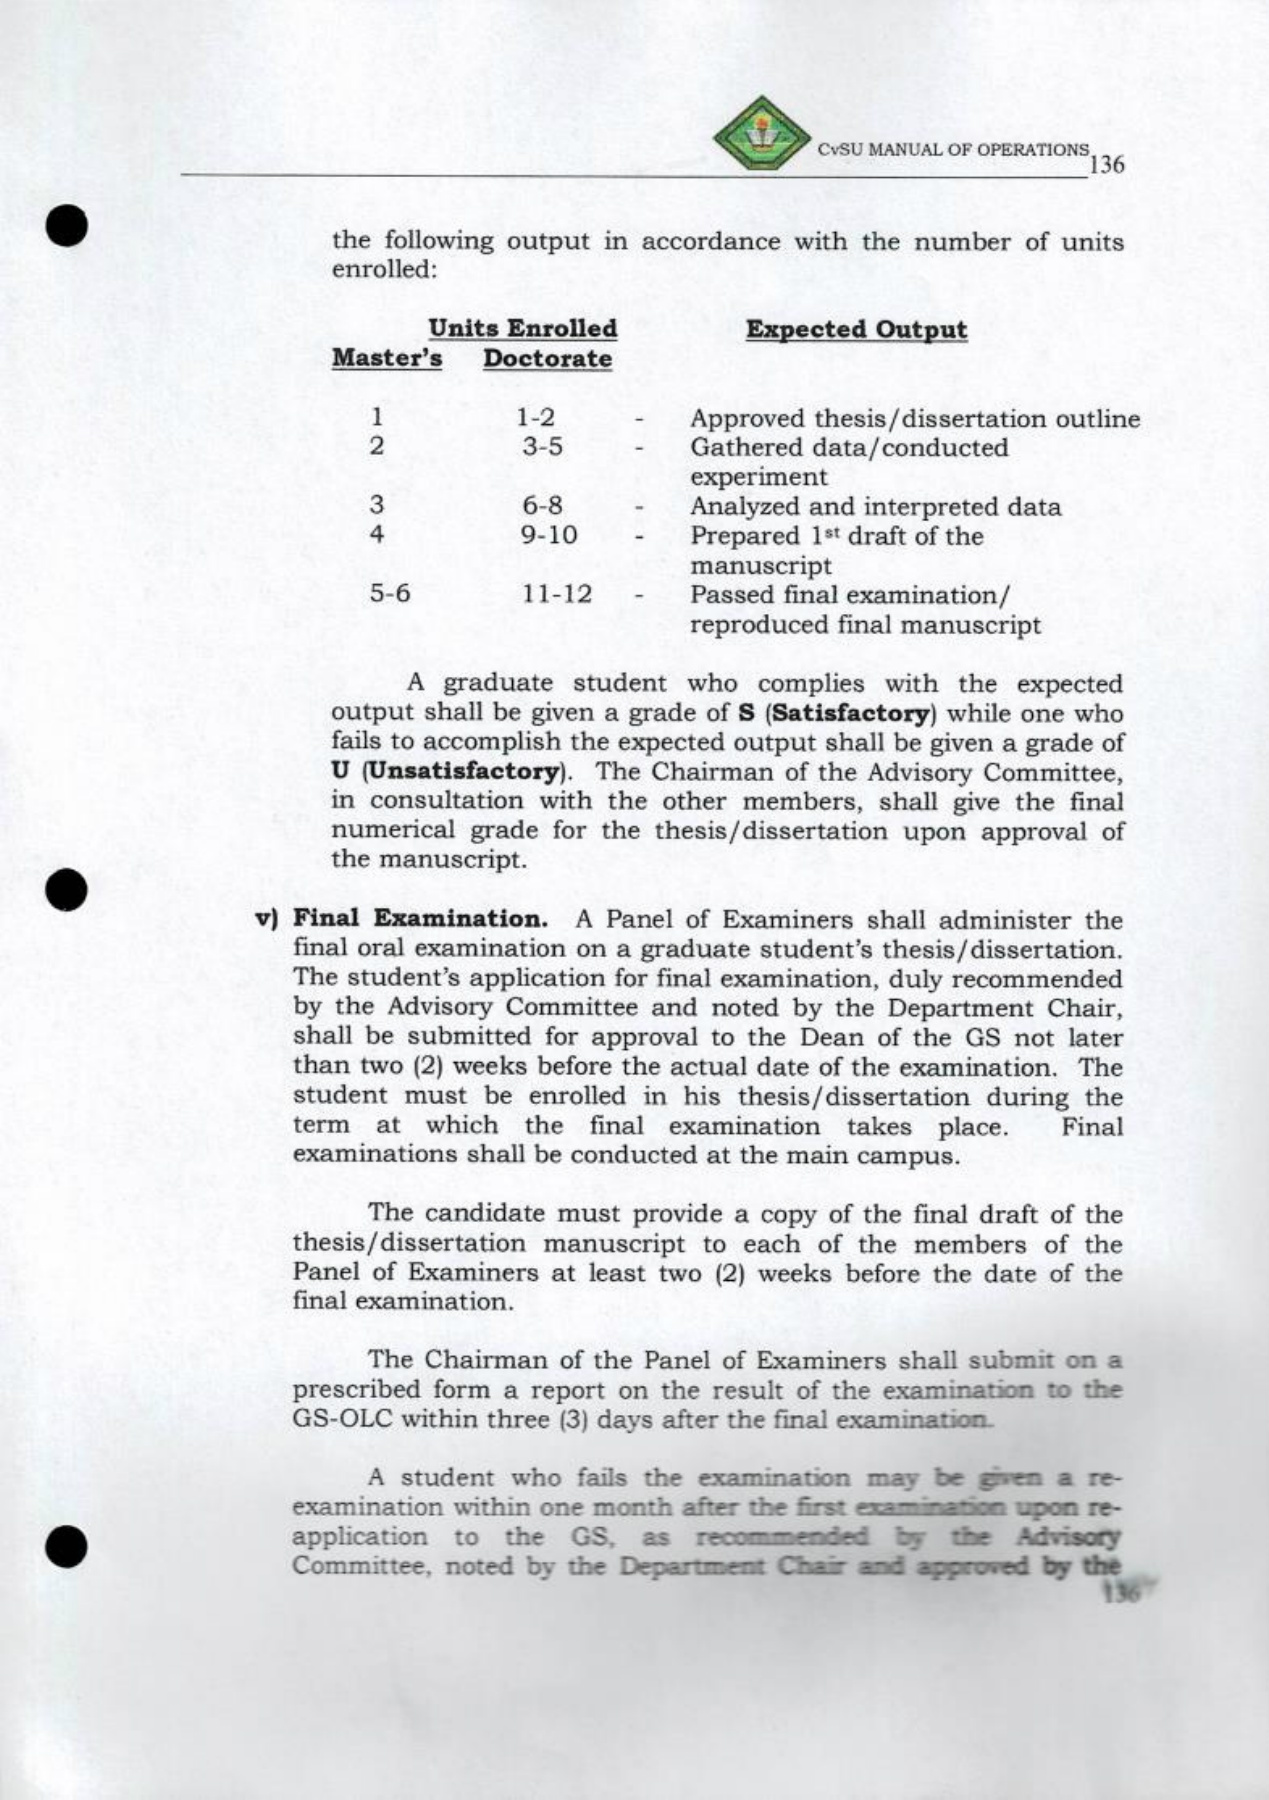 CvSU MANUAL OF OPERATIONS
136
the following output in accordance with the number of units
enrolled:
Units Enrolled Expected Output
Master's Doctorate
1 1-2 - Approved thesis/dissertation outline
2 3-5 - Gathered data/conducted
experiment
3 6-8 - Analyzed and interpreted data
4 9-10 - Prepared 1st draft of the
manuscript
5-6 11-12 - Passed final examination/
reproduced final manuscript
A graduate student who complies with the expected
output shall be given a grade of S (Satisfactory) while one who
fails to accomplish the expected output shall be given a grade of
U (Unsatisfactory). The Chairman of the Advisory Committee,
in consultation with the other members, shall give the final
numerical grade for the thesis/dissertation upon approval of
the manuscript.
v) Final Examination. A Panel of Examiners shall administer the
final oral examination on a graduate student's thesis/dissertation.
The student's application for final examination, duly recommended
by the Advisory Committee and noted by the Department Chair,
shall be submitted for approval to the Dean of the GS not later
than two (2) weeks before the actual date of the examination. The
student must be enrolled in his thesis/dissertation during the
term at which the final examination takes place. Final
examinations shall be conducted at the main campus.
The candidate must provide a copy of the final draft of the
thesis/dissertation manuscript to each of the members of the
Panel of Examiners at least two (2) weeks before the date of the
final examination.
The Chairman of the Panel of Examiners shall submit on a
prescribed form a report on the result of the examination to the
GS-OLC within three (3) days after the final examination.
A student who fails the examination may be given a re-
examination within one month after the first examination upon re-
application to the GS, as recommended by the Advisory
Committee, noted by the Department Chair and approved by the
136